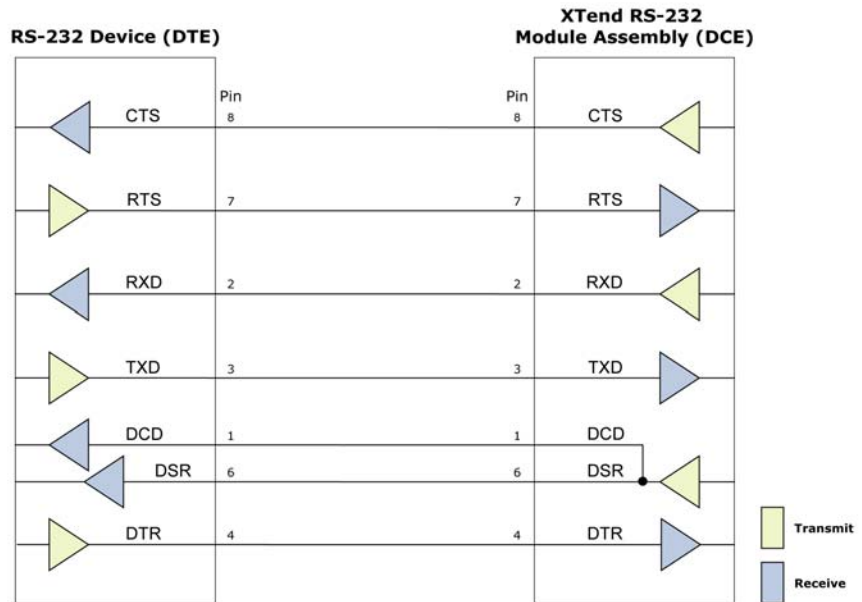 RS-232 Device (DTE)
XTend RS-232
Module Assembly (DCE)
Pin
Pin
CTS 8 8 CTS
RTS 7 7 RTS
RXD 2 2 RXD
TXD 3 3 TXD
DCD 1 1 DCD
DSR 6 6 DSR
DTR 4 4 DTR
Transmit
Receive